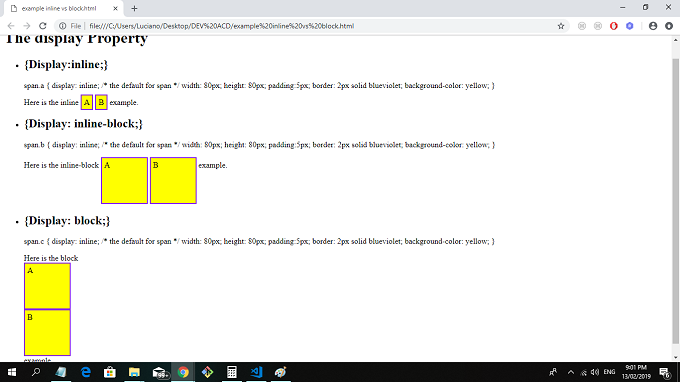 example inline vs block.html
File | file:///C:/Users/Luciano/Desktop/DEV%20ACD/example%20inline%20vs%20block.html
The display Property
{Display:inline;}
span.a { display: inline; /* the default for span */ width: 80px; height: 80px; padding:5px; border: 2px solid blueviolet; background-color: yellow; }
Here is the inline A B example.
{Display: inline-block;}
span.b { display: inline; /* the default for span */ width: 80px; height: 80px; padding:5px; border: 2px solid blueviolet; background-color: yellow; }
Here is the inline-block A B example.
{Display: block;}
span.c { display: inline; /* the default for span */ width: 80px; height: 80px; padding:5px; border: 2px solid blueviolet; background-color: yellow; }
Here is the block
A
B
example.
99+
ENG
9:01 PM
13/02/2019
6